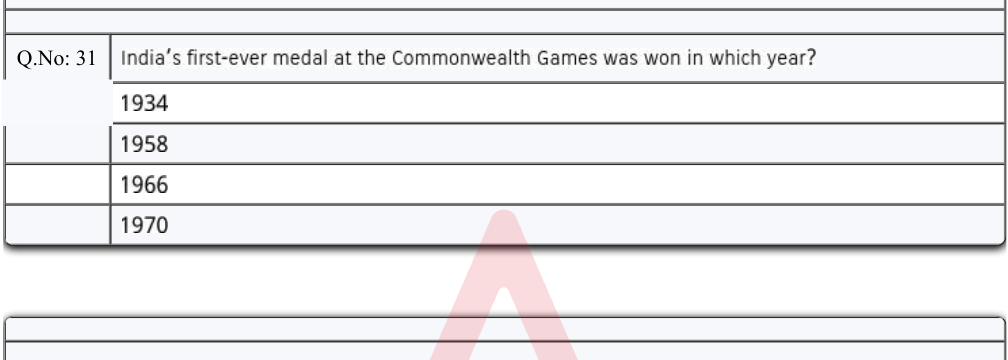 Q.No: 31 India's first-ever medal at the Commonwealth Games was won in which year?
1934
1958
1966
1970